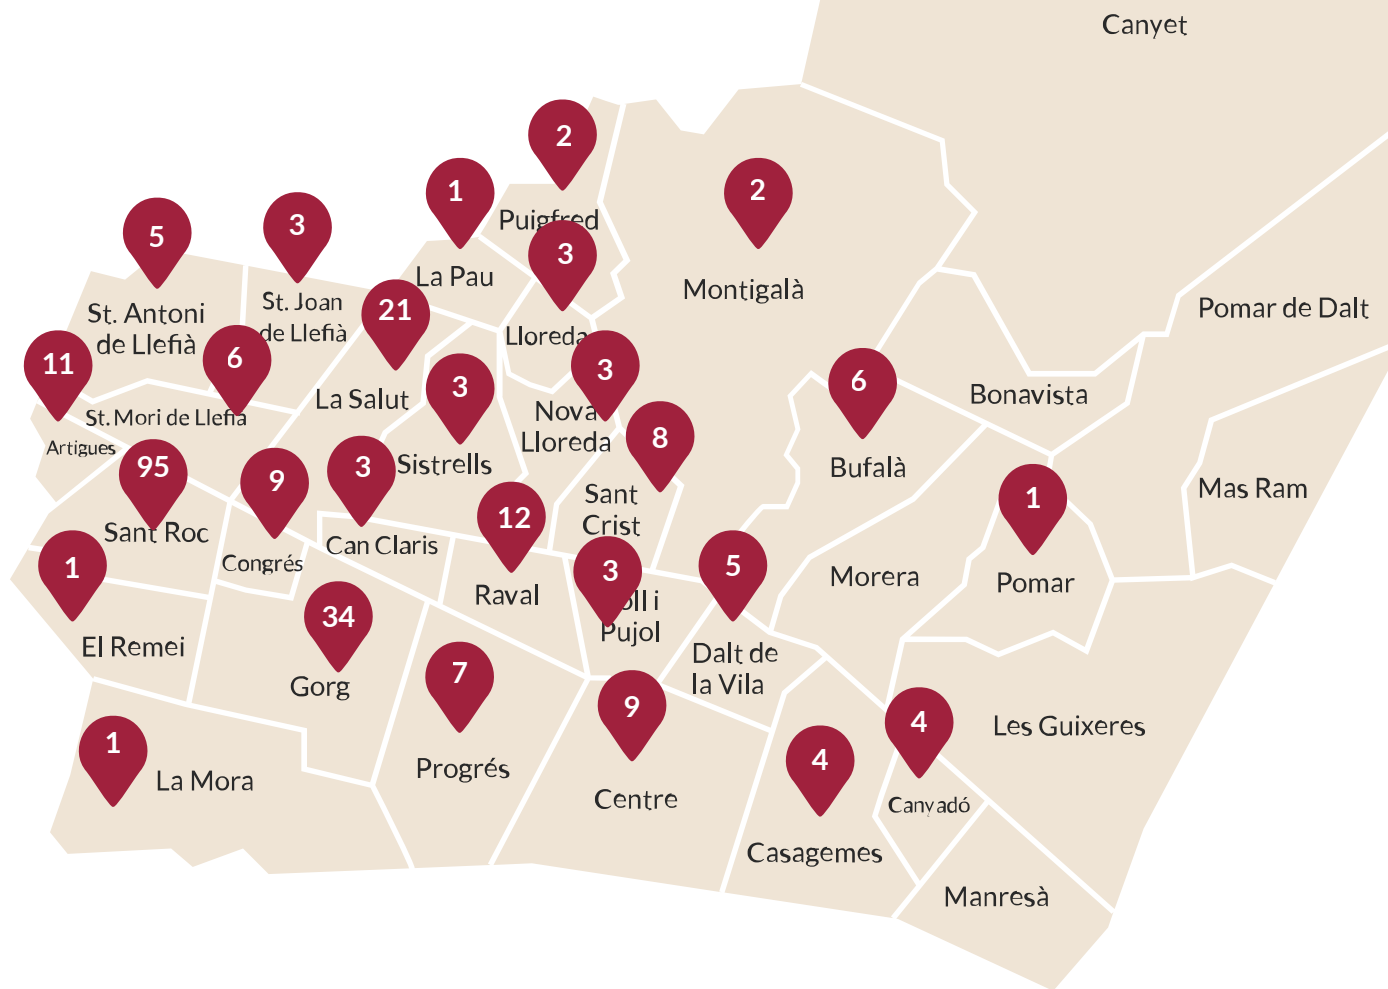 Canyet
2
1
2
Puigfred
5
3
3
La Pau
Montigalà
St. Joan
de Llefià
21
St. Antoni
de Llefià
Pomar de Dalt
Lloreda
11
6
3
3
6
La Salut
Bonavista
St. Mori de Llefià
Nova
Lloreda
8
Artigues
95
9
3
Sistrells
Bufalà
Sant
Crist
Mas Ram
1
12
Sant Roc
Can Claris
Congrés
1
3
5
Raval
Morera
Pomar
i
Pujol
34
El Remei
Dalt de
la Vila
Gorg
7
9
4
Les Guixeres
1
La Mora
Progrés
4
Centre
Canyadó
Casagemes
Manresà